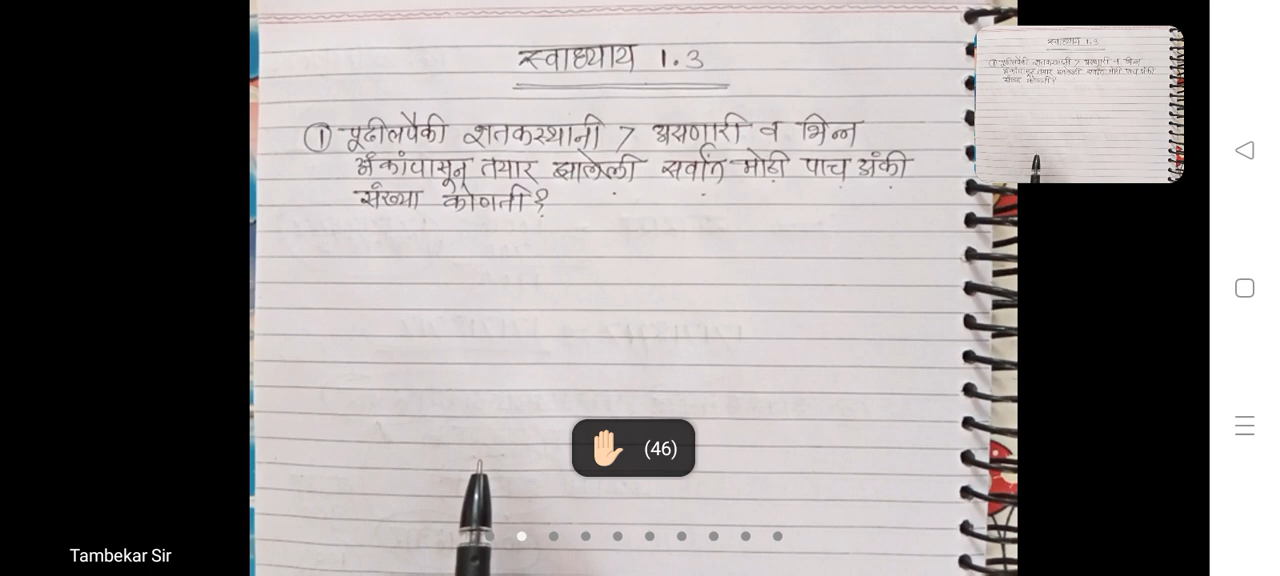 स्वाध्याय 1.3
① पूढीलपैकी शतकस्थानी 7 असणारी व भिन्न
अंकांपासून तयार झालेली सर्वात मोठी पाच अंकी
संख्या कोणती?
(46)
Tambekar Sir